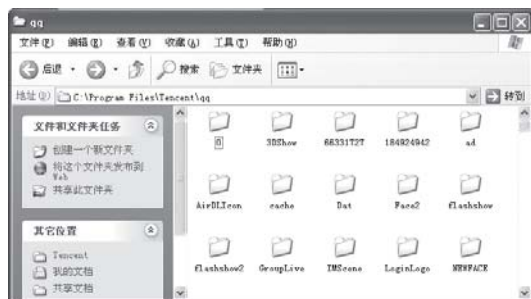 qq
文件(F) 编辑(E) 查看(V) 收藏(A) 工具(T) 帮助(H)
后退 搜索 文件夹
地址(D) C:\Program Files\Tencent\qq 转到
文件和文件夹任务
创建一个新文件夹
将这个文件夹发布到
Web
共享此文件夹
其它位置
Tencent
我的文档
共享文档
0 3DShow 66331727 184924942 ad
AirDLIcon cache Dat Face2 flashshow
flashshow2 GroupLive IMScene LoginLogo NEWFACE